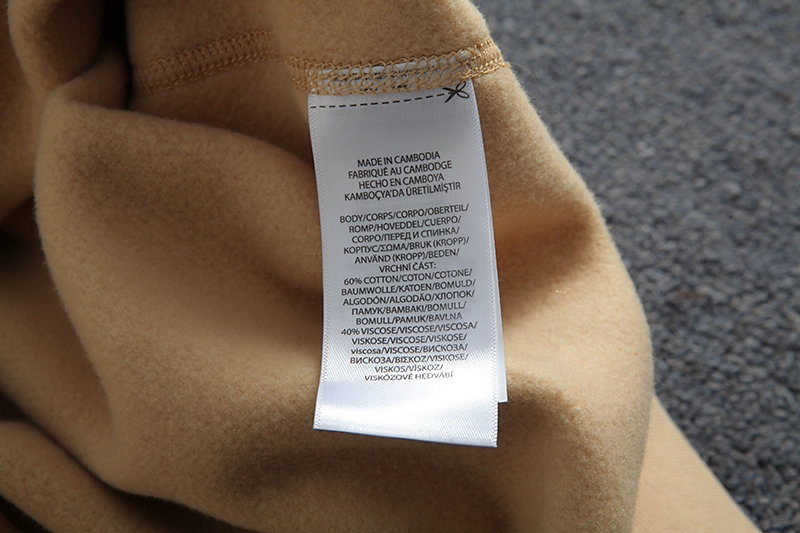 MADE IN CAMBODIA
FABRIQUÉ AU CAMBODGE
HECHO EN CAMBOYA
KAMBOÇYA'DA ÜRETİLMİŞTİR
BODY/CORPS/CORPO/OBERTEIL/
ROMP/HOVEDDEL/CUERPO/
CORPO/ПЕРЕД И СПИНКА/
КОРПУС/ΣΩΜΑ/BRUK (KROPP)/
ANVÄND (KROPP)/BEDEN/
VRCHNÍ ČÁST:
60% COTTON/COTON/COTONE/
BAUMWOLLE/KATOEN/BOMULD/
ALGODÓN/ALGODÃO/ХЛОПОК/
ПАМУК/BAMBAKI/BOMULL/
BOMULL/PAMUK/BAVLNA
40% VISCOSE/VISCOSE/VISCOSA/
VISKOSE/VISCOSE/VISKOSE/
viscosa/VISCOSE/ВИСКОЗА/
ВИСКОЗА/ΒΙΣΚΟΖ/VISKOSE/
VISKOS/VİSKOZ/
VISKÓZOVÉ HEDVÁBÍ